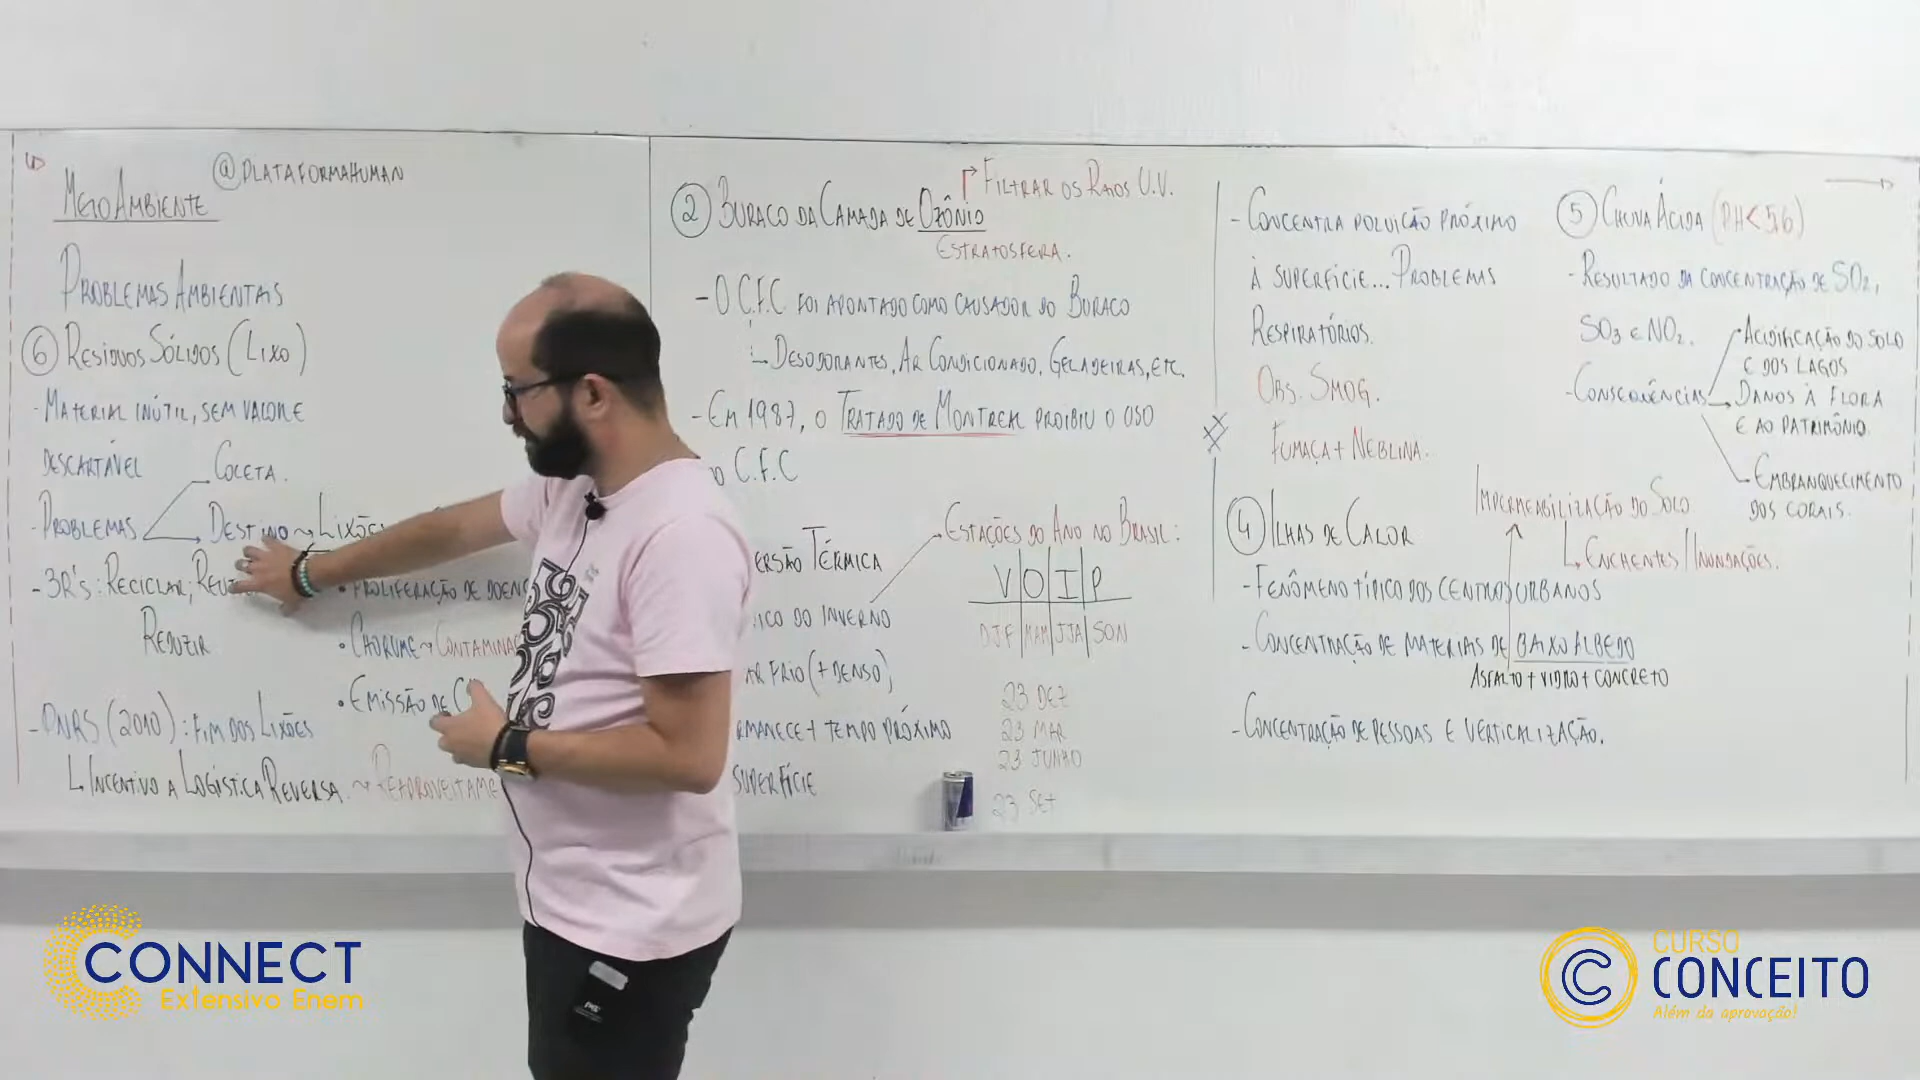 @PLATAFORMAHUMAN
MEIO AMBIENTE
PROBLEMAS AMBIENTAIS
6 RESÍDUOS SÓLIDOS (LIXO)
- MATERIAL INÚTIL, SEM VALOR E
DESCARTÁVEL
- PROBLEMAS
COLETA.
DESTINO → LIXÕES
- 3R'S: RECICLAR;
REDUZIR
• PROLIFERAÇÃO DE
• CHORUME →
• EMISSÃO DE
- PNRS (2010): FIM DOS LIXÕES
INCENTIVO A LOGÍSTICA REVERSA. →
2 BURACO DA CAMADA DE OZÔNIO
FILTRAR OS RAIOS U.V.
ESTRATOSFERA.
- O C.F.C FOI APONTADO COMO CAUSADOR DO BURACO
DESODORANTES, AR CONDICIONADO, GELADEIRAS, ETC.
- EM 1987, O TRATADO DE MONTREAL PROIBIU O USO
DO C.F.C
TÉRMICA
DO INVERNO
AR FRIO (+ DENSO)
+ TEMPO PRÓXIMO
SUPERFÍCIE
ESTAÇÕES DO ANO NO BRASIL:
V O I P
DJF MAM JJA SON
23 DEZ
23 MAR
23 JUNHO
23 SET
- CONCENTRA POLUIÇÃO PRÓXIMO
À SUPERFÍCIE... PROBLEMAS
RESPIRATÓRIOS.
OBS. SMOG.
FUMAÇA + NEBLINA.
4 ILHAS DE CALOR
IMPERMEABILIZAÇÃO DO SOLO
ENCHENTES / INUNDAÇÕES.
- FENÔMENO TÍPICO DOS CENTROS URBANOS
- CONCENTRAÇÃO DE MATERIAIS DE BAIXO ALBEDO
ASFALTO + VIDRO + CONCRETO
- CONCENTRAÇÃO DE PESSOAS E VERTICALIZAÇÃO.
5 CHUVA ÁCIDA (PH < 5,6)
- RESULTADO DA CONCENTRAÇÃO DE SO2,
SO3 E NO2.
- CONSEQUÊNCIAS
ACIDIFICAÇÃO DO SOLO
E DOS LAGOS
DANOS À FLORA
E AO PATRIMÔNIO.
EMBRANQUECIMENTO
DOS CORAIS.
CONNECT
Extensivo Enem
CURSO
CONCEITO
Além da aprovação!